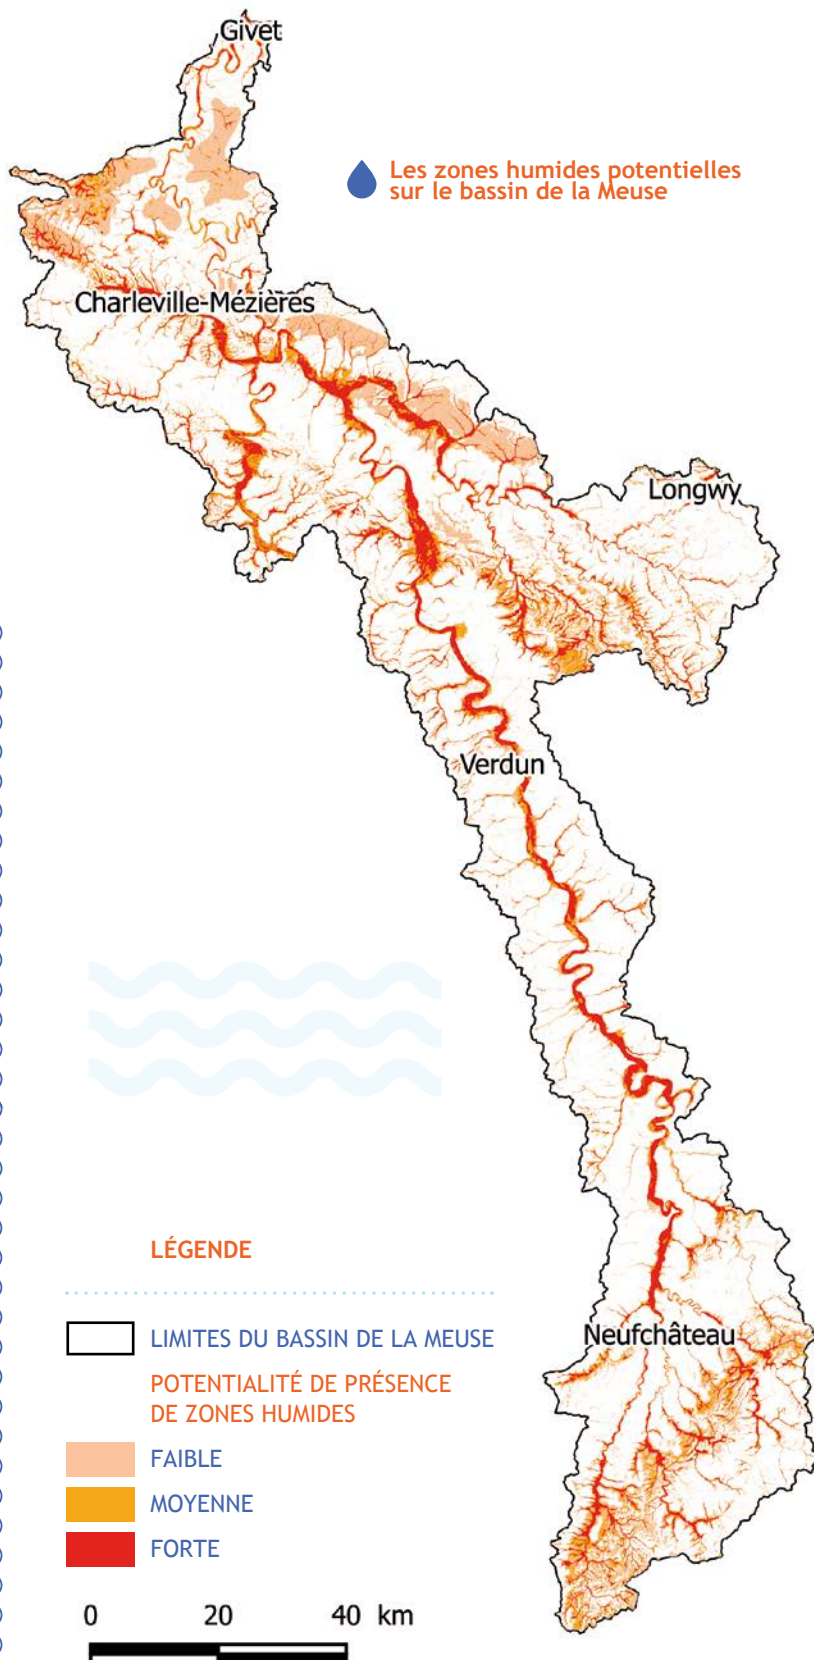 Givet
Les zones humides potentielles
sur le bassin de la Meuse
Charleville-Mézières
Longwy
Verdun
LÉGENDE
LIMITES DU BASSIN DE LA MEUSE
Neufchâteau
POTENTIALITÉ DE PRÉSENCE
DE ZONES HUMIDES
FAIBLE
MOYENNE
FORTE
0 20 40 km